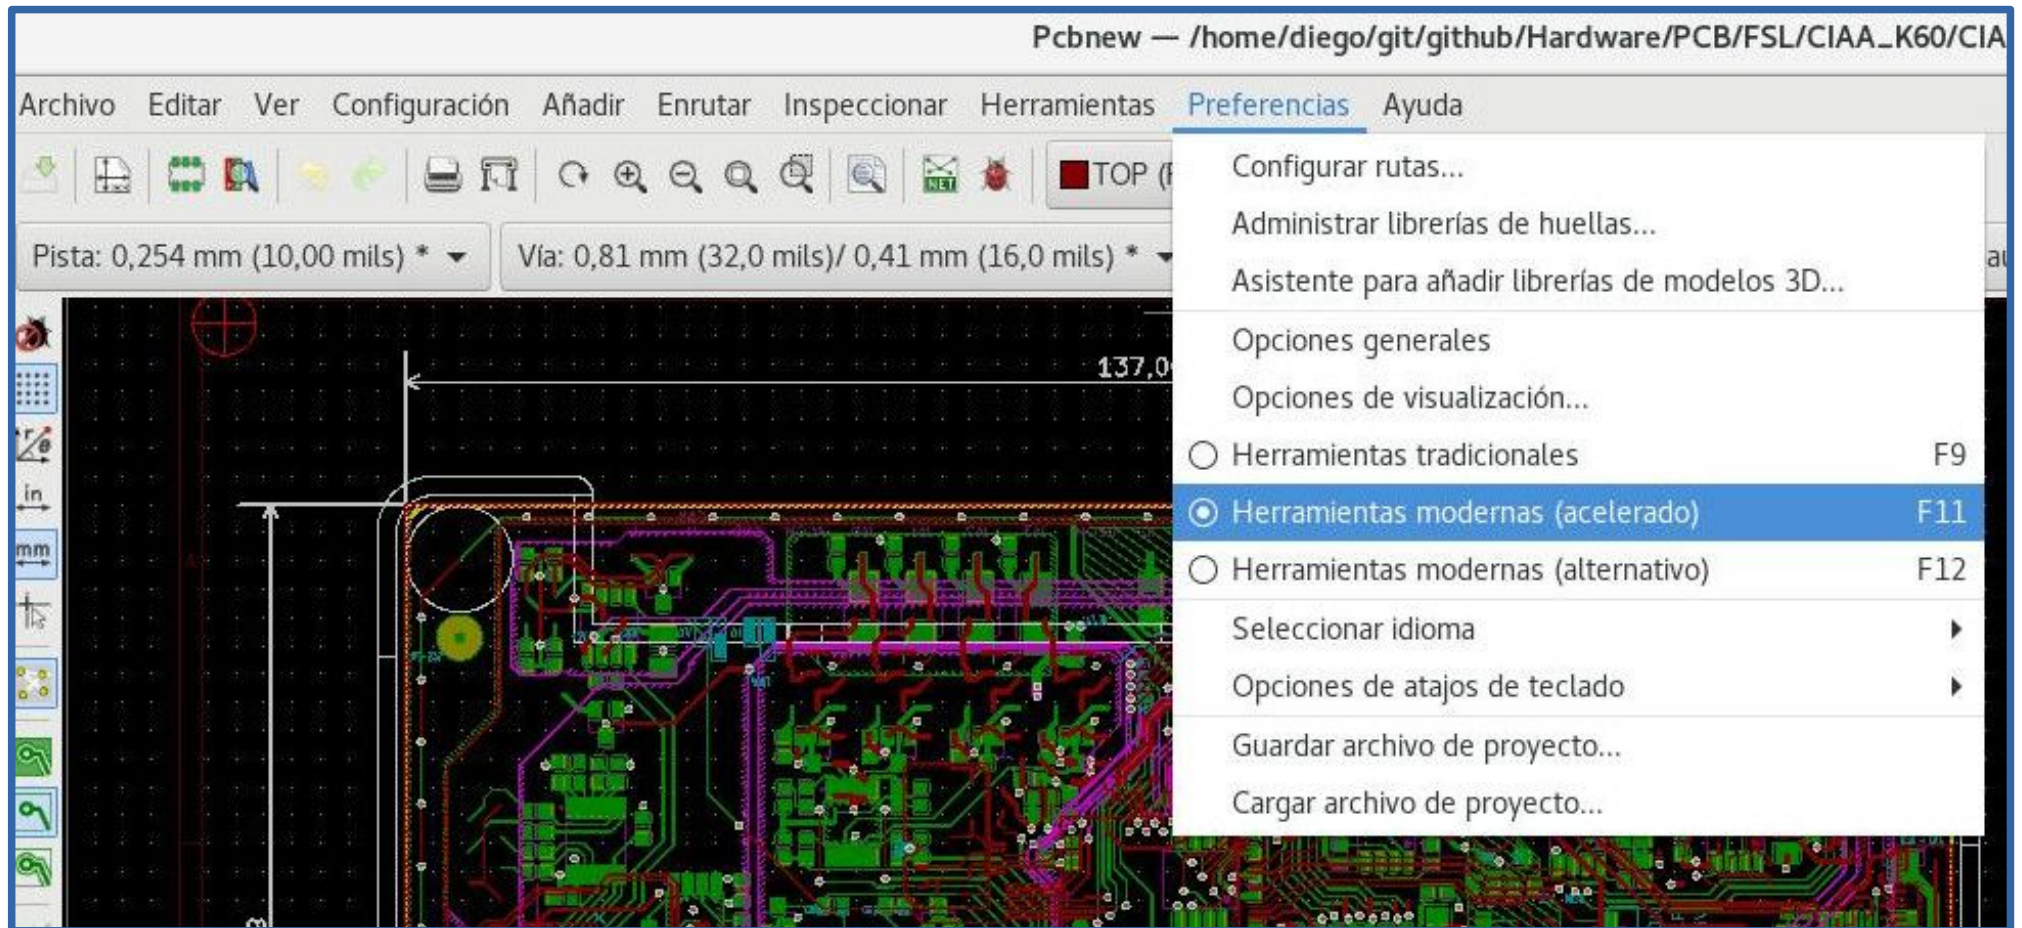 Pcbnew — /home/diego/git/github/Hardware/PCB/FSL/CIAA_K60/CIA
Archivo Editar Ver Configuración Añadir Enrutar Inspeccionar Herramientas Preferencias Ayuda
NET TOP (F
Pista: 0,254 mm (10,00 mils) * Vía: 0,81 mm (32,0 mils)/ 0,41 mm (16,0 mils) * au
Configurar rutas...
Administrar librerías de huellas...
Asistente para añadir librerías de modelos 3D...
Opciones generales
Opciones de visualización...
Herramientas tradicionales F9
Herramientas modernas (acelerado) F11
Herramientas modernas (alternativo) F12
Seleccionar idioma
Opciones de atajos de teclado
Guardar archivo de proyecto...
Cargar archivo de proyecto...
in
mm
137,0